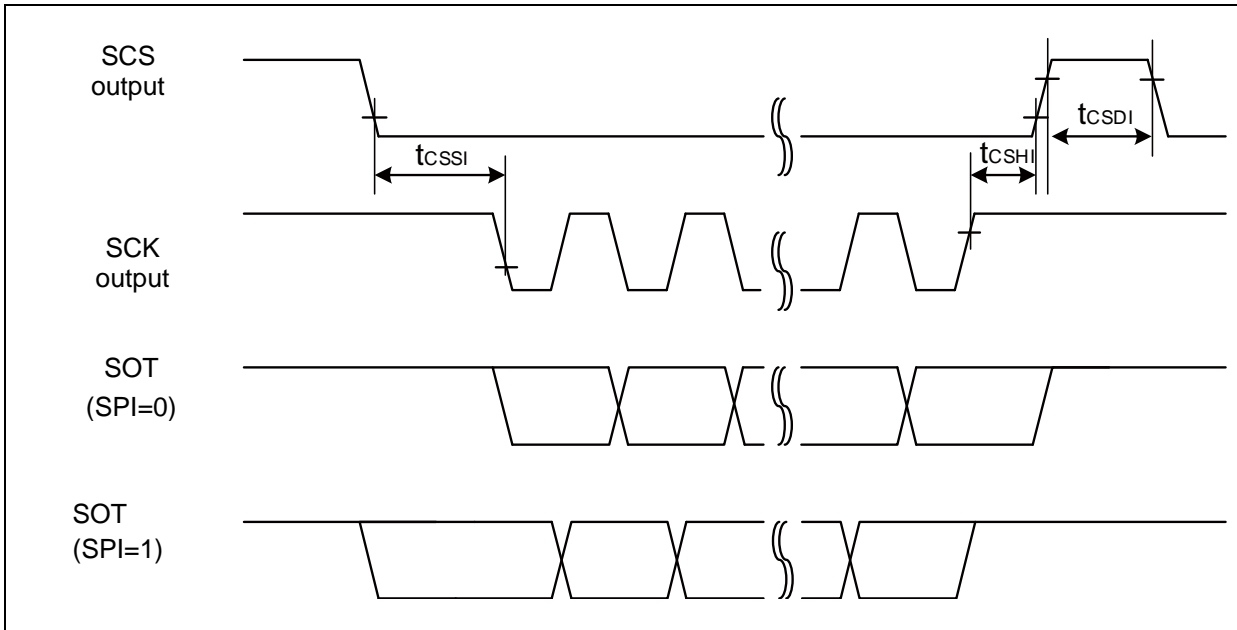 SCS
output
tCSSI
tCSHI
tCSDI
SCK
output
SOT
(SPI=0)
SOT
(SPI=1)